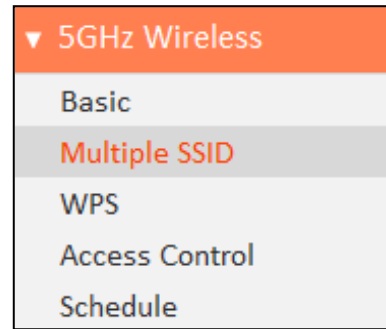 5GHz Wireless
Basic
Multiple SSID
WPS
Access Control
Schedule